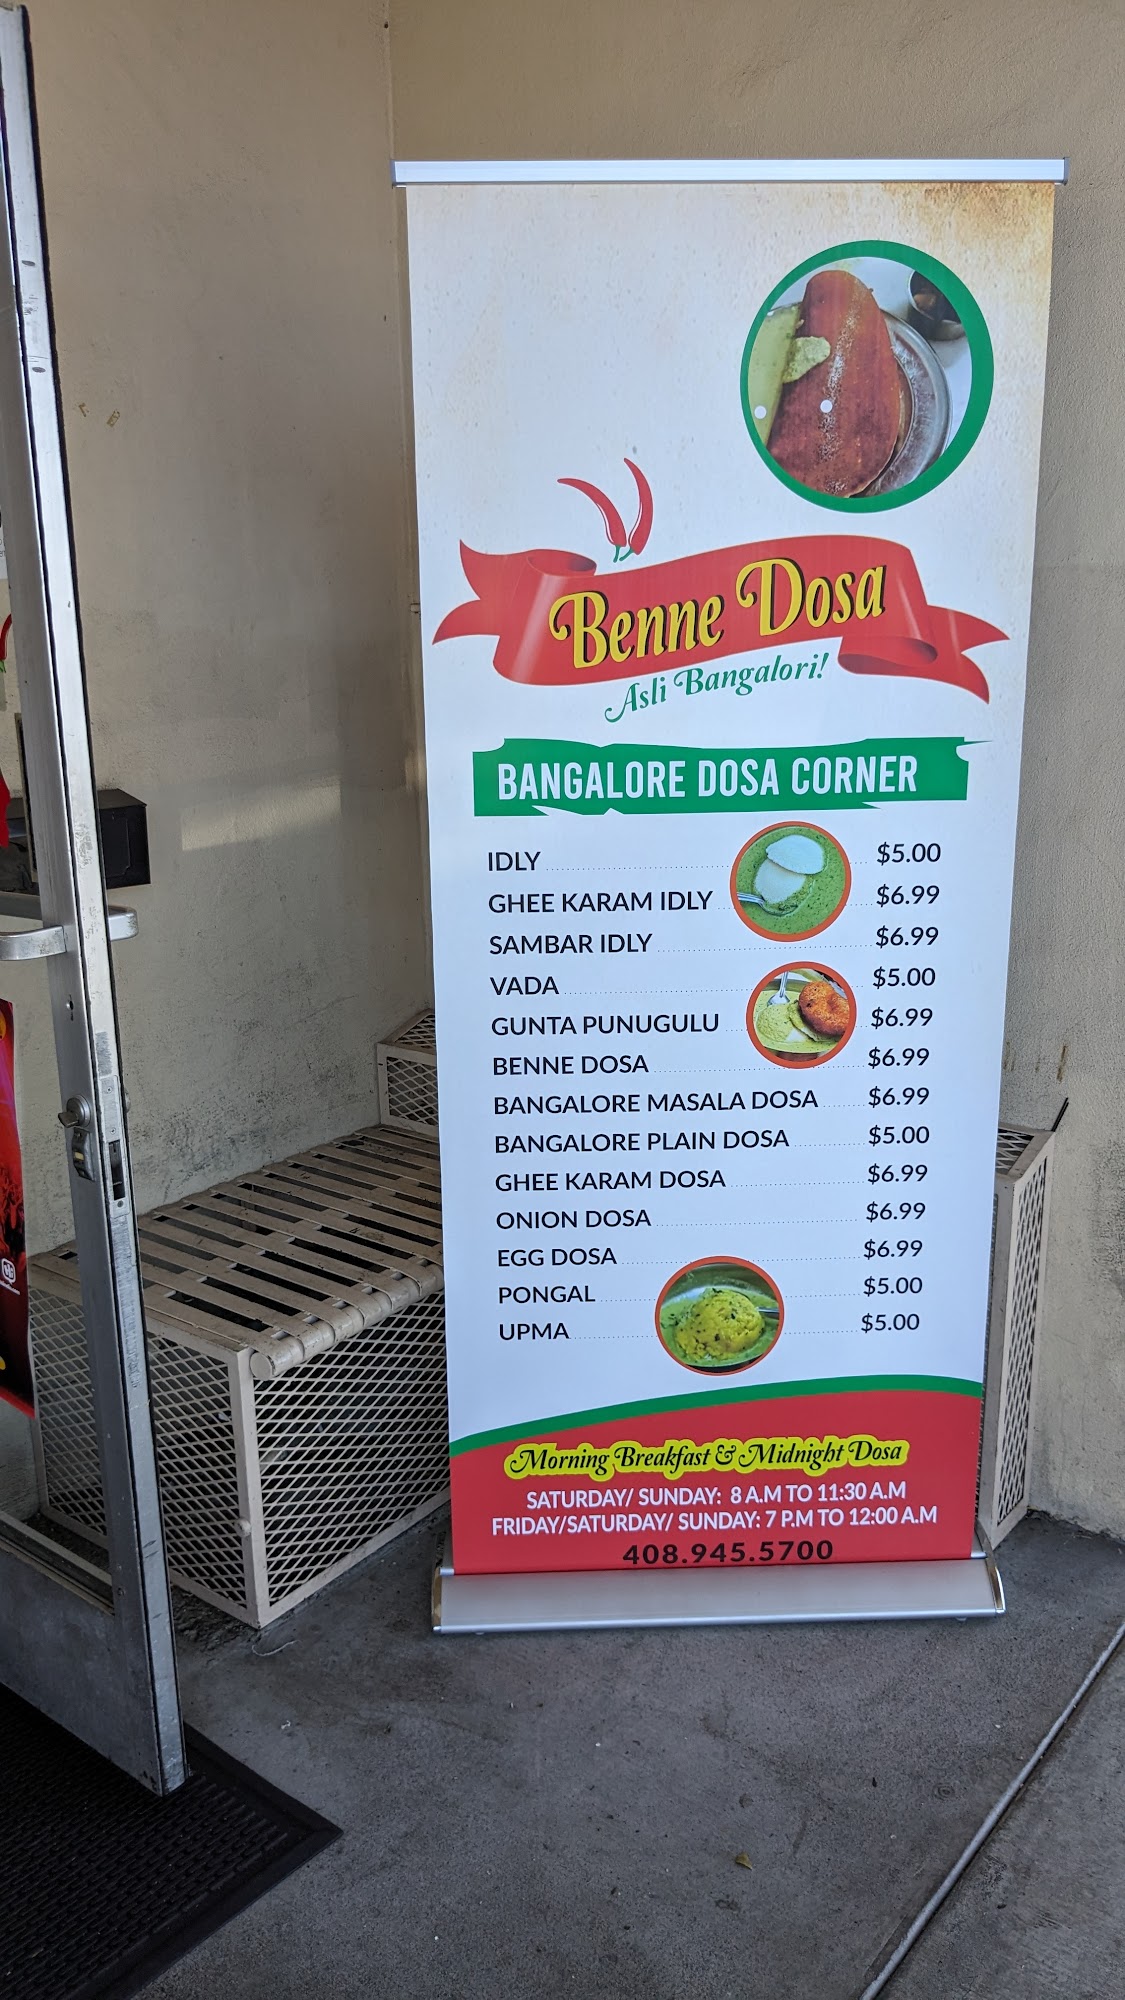 Benne Dosa
Asli Bangalori!
BANGALORE DOSA CORNER
IDLY $5.00
GHEE KARAM IDLY $6.99
SAMBAR IDLY $6.99
VADA $5.00
GUNTA PUNUGULU $6.99
BENNE DOSA $6.99
BANGALORE MASALA DOSA $6.99
BANGALORE PLAIN DOSA $5.00
GHEE KARAM DOSA $6.99
ONION DOSA $6.99
EGG DOSA $6.99
PONGAL $5.00
UPMA $5.00
Morning Breakfast & Midnight Dosa
SATURDAY/ SUNDAY: 8 A.M TO 11:30 A.M
FRIDAY/SATURDAY/ SUNDAY: 7 P.M TO 12:00 A.M
408.945.5700